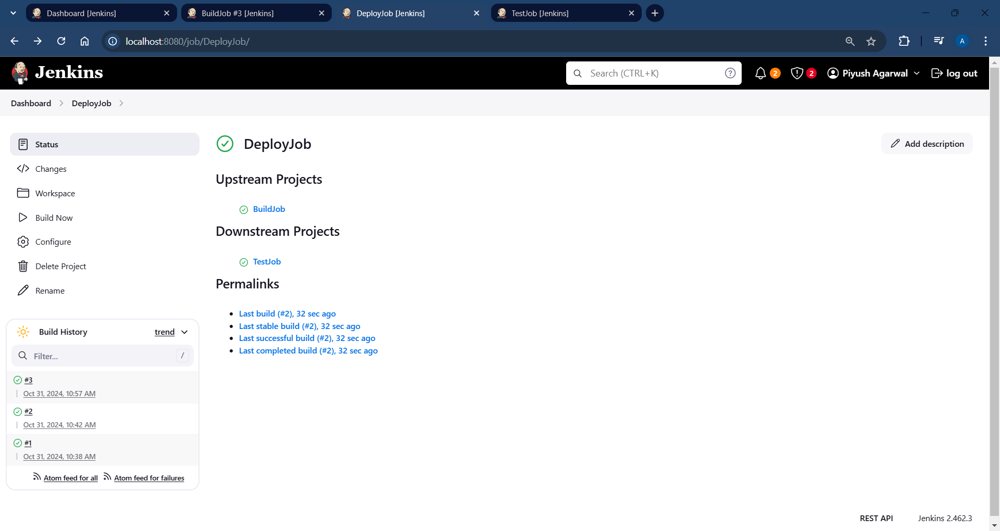 Dashboard [Jenkins]
BuildJob #3 [Jenkins]
DeployJob [Jenkins]
TestJob [Jenkins]
localhost:8080/job/DeployJob/
A
Jenkins
Search (CTRL+K)
2
2
Piyush Agarwal
log out
Dashboard
DeployJob
Status
Changes
Workspace
Build Now
Configure
Delete Project
Rename
Build History
trend
Filter...
/
#3
Oct 31, 2024, 10:57 AM
#2
Oct 31, 2024, 10:42 AM
#1
Oct 31, 2024, 10:38 AM
Atom feed for all
Atom feed for failures
DeployJob
Add description
Upstream Projects
BuildJob
Downstream Projects
TestJob
Permalinks
Last build (#2), 32 sec ago
Last stable build (#2), 32 sec ago
Last successful build (#2), 32 sec ago
Last completed build (#2), 32 sec ago
REST API
Jenkins 2.462.3